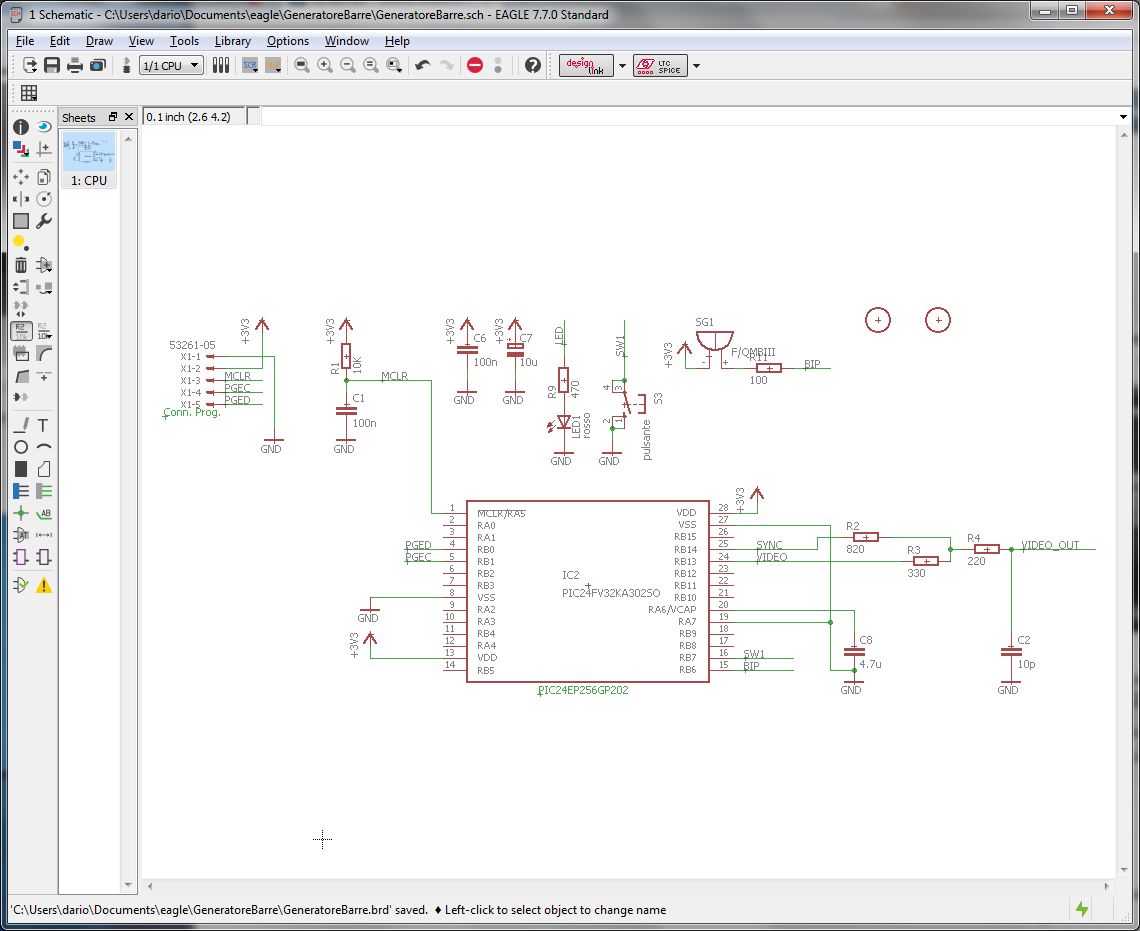 1 Schematic - C:\Users\dario\Documents\eagle\GeneratoreBarre\GeneratoreBarre.sch - EAGLE 7.7.0 Standard
File Edit Draw View Tools Library Options Window Help
1/1 CPU SCR design link LTC SPICE
Sheets 0.1 inch (2.6 4.2)
1: CPU
53261-05
X1-1
X1-2
X1-3 MCLR
X1-4 PGEC
X1-5 PGED
Conn. Prog.
+3V3
GND
+3V3
R1
10K
MCLR
C1
100n
GND
+3V3
C6
100n
GND
+3V3
C7
10u
GND
LED
R9
470
LED1
rosso
GND
SW1
4
3
2
1
S3
pulsante
GND
SG1
+3V3
- +
F/QMBIII
BIP
100
1 MCLR/RA5
2 RA0
3 RA1
PGED 4 RB0
PGEC 5 RB1
6 RB2
7 RB3
8 VSS
9 RA2
10 RA3
11 RB4
12 RA4
13 VDD
14 RB5
GND
+3V3
IC2
PIC24FV32KA302SO
PIC24EP256GP202
VDD 28
VSS 27
RB15 26
RB14 25 SYNC
RB13 24 VIDEO
RB12 23
RB11 22
RB10 21
RA6/VCAP 20
RA7 19
RB9 18
RB8 17
RB7 16 SW1
RB6 15 BIP
+3V3
R2
820
R3
330
R4
220
VIDEO_OUT
C8
4.7u
GND
C2
10p
GND
'C:\Users\dario\Documents\eagle\GeneratoreBarre\GeneratoreBarre.brd' saved. ♦ Left-click to select object to change name